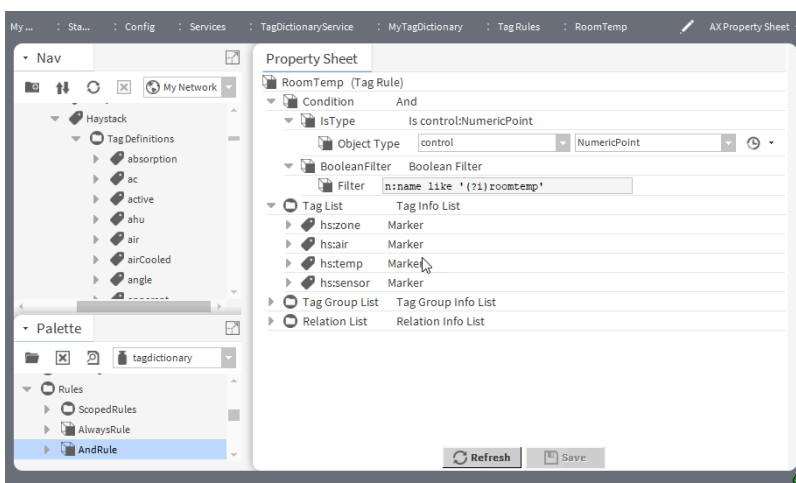 My ... : Sta... : Config : Services : TagDictionaryService : MyTagDictionary : Tag Rules : RoomTemp AX Property Sheet
Nav
My Network
Haystack
Tag Definitions
absorption
ac
active
ahu
air
airCooled
angle
Palette
tagdictionary
Rules
ScopedRules
AlwaysRule
AndRule
Property Sheet
RoomTemp (Tag Rule)
Condition And
IsType Is control:NumericPoint
Object Type control NumericPoint
BooleanFilter Boolean Filter
Filter n:name like '(?i)roomtemp'
Tag List Tag Info List
hs:zone Marker
hs:air Marker
hs:temp Marker
hs:sensor Marker
Tag Group List Tag Group Info List
Relation List Relation Info List
Refresh Save